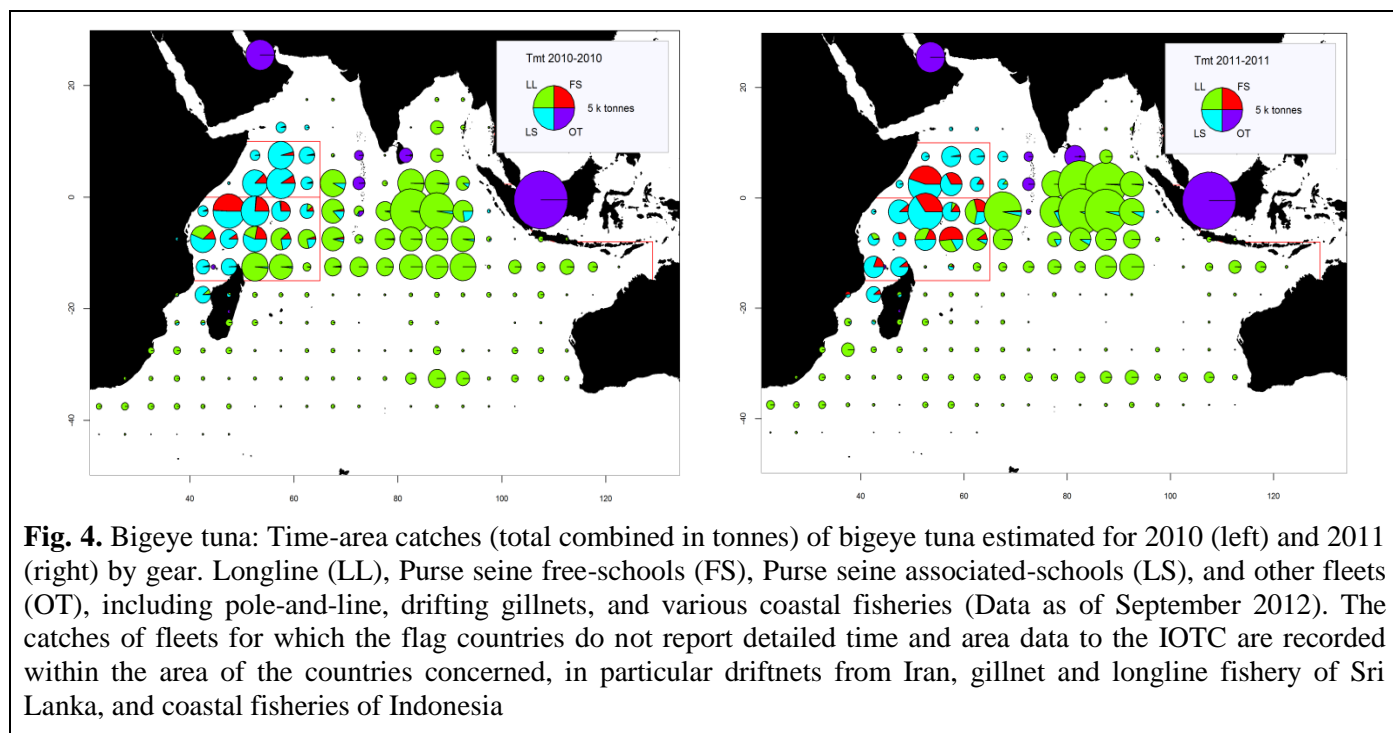 Tmt 2010-2010
LL FS
5 k tonnes
LS OT
20
0
-20
-40
40 60 80 100 120
Tmt 2011-2011
LL FS
5 k tonnes
LS OT
20
0
-20
-40
40 60 80 100 120
Fig. 4. Bigeye tuna: Time-area catches (total combined in tonnes) of bigeye tuna estimated for 2010 (left) and 2011
(right) by gear. Longline (LL), Purse seine free-schools (FS), Purse seine associated-schools (LS), and other fleets
(OT), including pole-and-line, drifting gillnets, and various coastal fisheries (Data as of September 2012). The
catches of fleets for which the flag countries do not report detailed time and area data to the IOTC are recorded
within the area of the countries concerned, in particular driftnets from Iran, gillnet and longline fishery of Sri
Lanka, and coastal fisheries of Indonesia